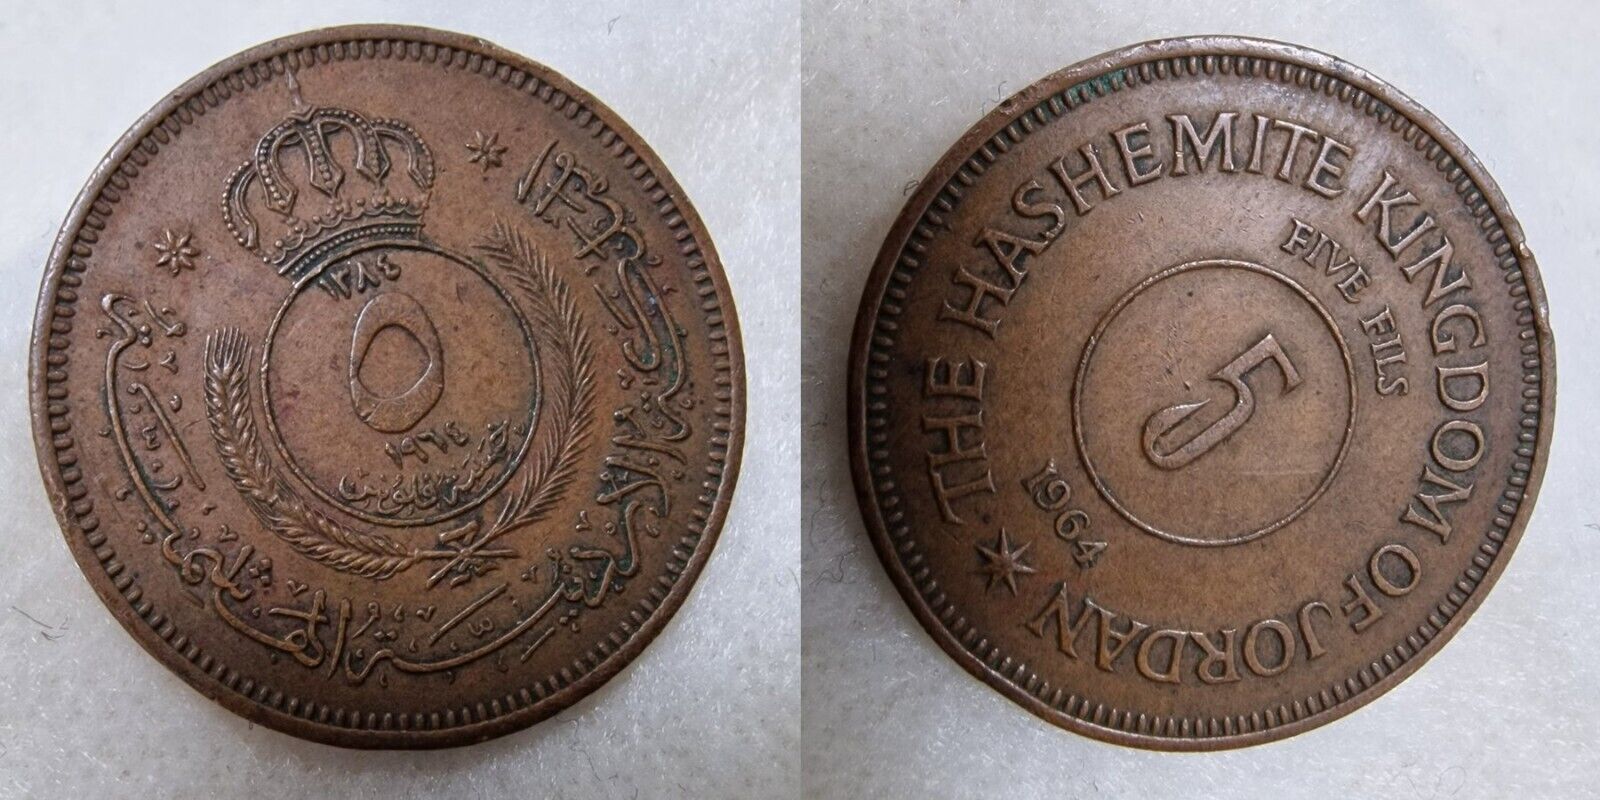 المملكة الاردنية الهاشمية
١٣٨٤
٥
١٩٦٤
خمسة فلوس
THE HASHEMITE KINGDOM OF JORDAN
FIVE FILS
5
1964